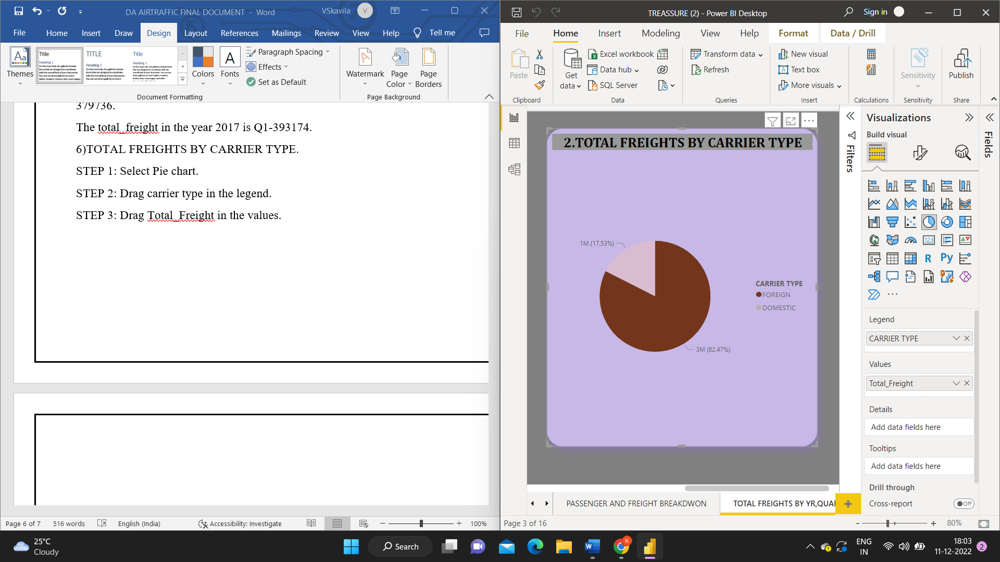 DA AIRTRAFFIC FINAL DOCUMENT - Word
VSkavila
V
File Home Insert Draw Design Layout References Mailings Review View Help Tell me
Themes
Title
Heading 1
TITLE
Heading 1
Title
Heading 1
Colors
Fonts
Paragraph Spacing
Effects
Set as Default
Document Formatting
Watermark
Page Color
Page Borders
Page Background
379736.
The total_freight in the year 2017 is Q1-393174.
6)TOTAL FREIGHTS BY CARRIER TYPE.
STEP 1: Select Pie chart.
STEP 2: Drag carrier type in the legend.
STEP 3: Drag Total_Freight in the values.
Page 6 of 7 516 words English (India) Accessibility: Investigate 100%
TREASSURE (2) - Power BI Desktop
Sign in
File Home Insert Modeling View Help Format Data / Drill
Paste
Clipboard
Get data
Excel workbook
Data hub
SQL Server
Data
Transform data
Refresh
Queries
New visual
Text box
More visuals
Insert
Calculations
Sensitivity
Sensitivity
Publish
Share
2.TOTAL FREIGHTS BY CARRIER TYPE
1M (17.53%)
3M (82.47%)
CARRIER TYPE
FOREIGN
DOMESTIC
Filters
Visualizations
Build visual
123
R
Py
Legend
CARRIER TYPE
Values
Total_Freight
Details
Add data fields here
Tooltips
Add data fields here
Drill through
Cross-report
Off
Fields
PASSENGER AND FREIGHT BREAKDWON
TOTAL FREIGHTS BY YR,QUAR
Page 3 of 16
80%
25°C
Cloudy
Search
K
ENG
IN
18:03
11-12-2022
2